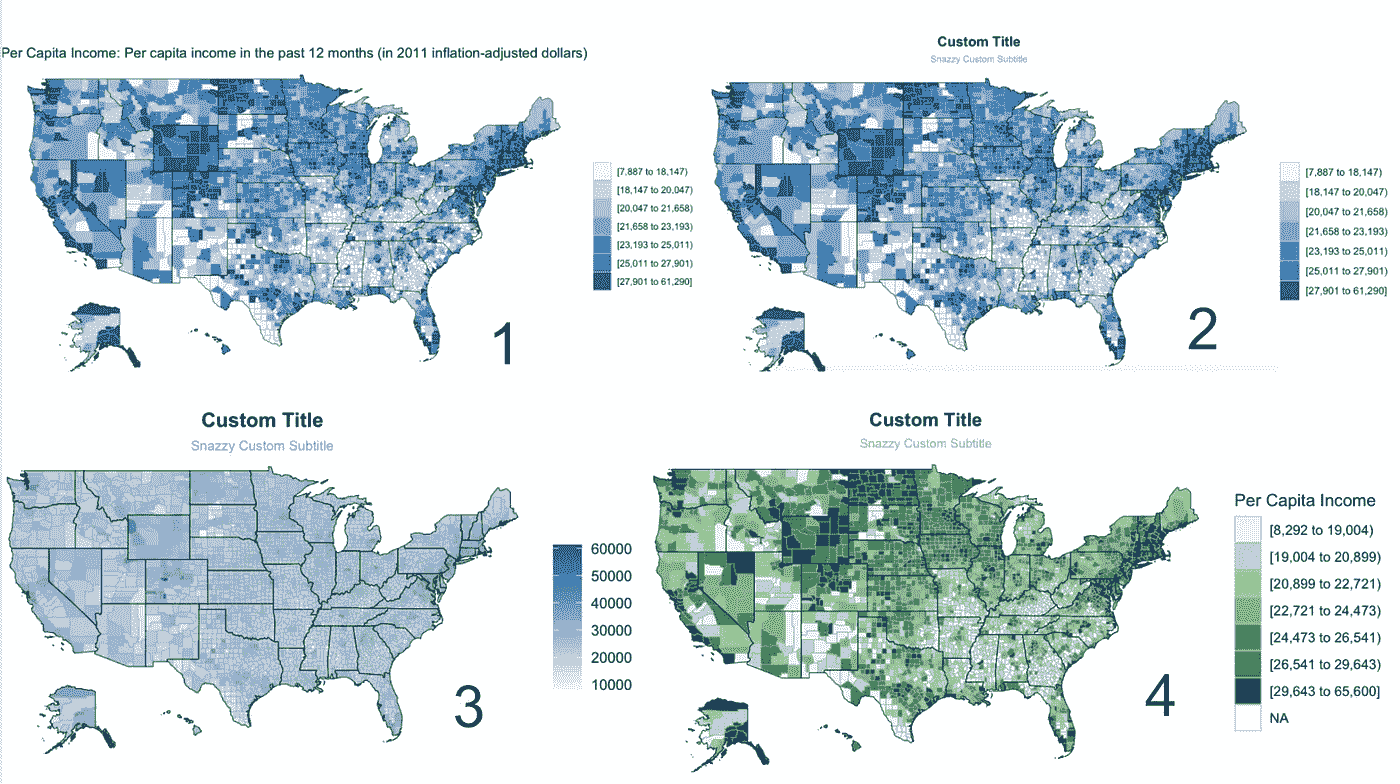 Per Capita Income: Per capita income in the past 12 months (in 2011 inflation-adjusted dollars)
[7,887 to 18,147)
[18,147 to 20,047)
[20,047 to 21,658)
[21,658 to 23,193)
[23,193 to 25,011)
[25,011 to 27,901)
[27,901 to 61,290]
1
Custom Title
Snazzy Custom Subtitle
[7,887 to 18,147)
[18,147 to 20,047)
[20,047 to 21,658)
[21,658 to 23,193)
[23,193 to 25,011)
[25,011 to 27,901)
[27,901 to 61,290]
2
Custom Title
Snazzy Custom Subtitle
60000
50000
40000
30000
20000
10000
3
Custom Title
Snazzy Custom Subtitle
Per Capita Income
[8,292 to 19,004)
[19,004 to 20,899)
[20,899 to 22,721)
[22,721 to 24,473)
[24,473 to 26,541)
[26,541 to 29,643)
[29,643 to 65,600]
NA
4